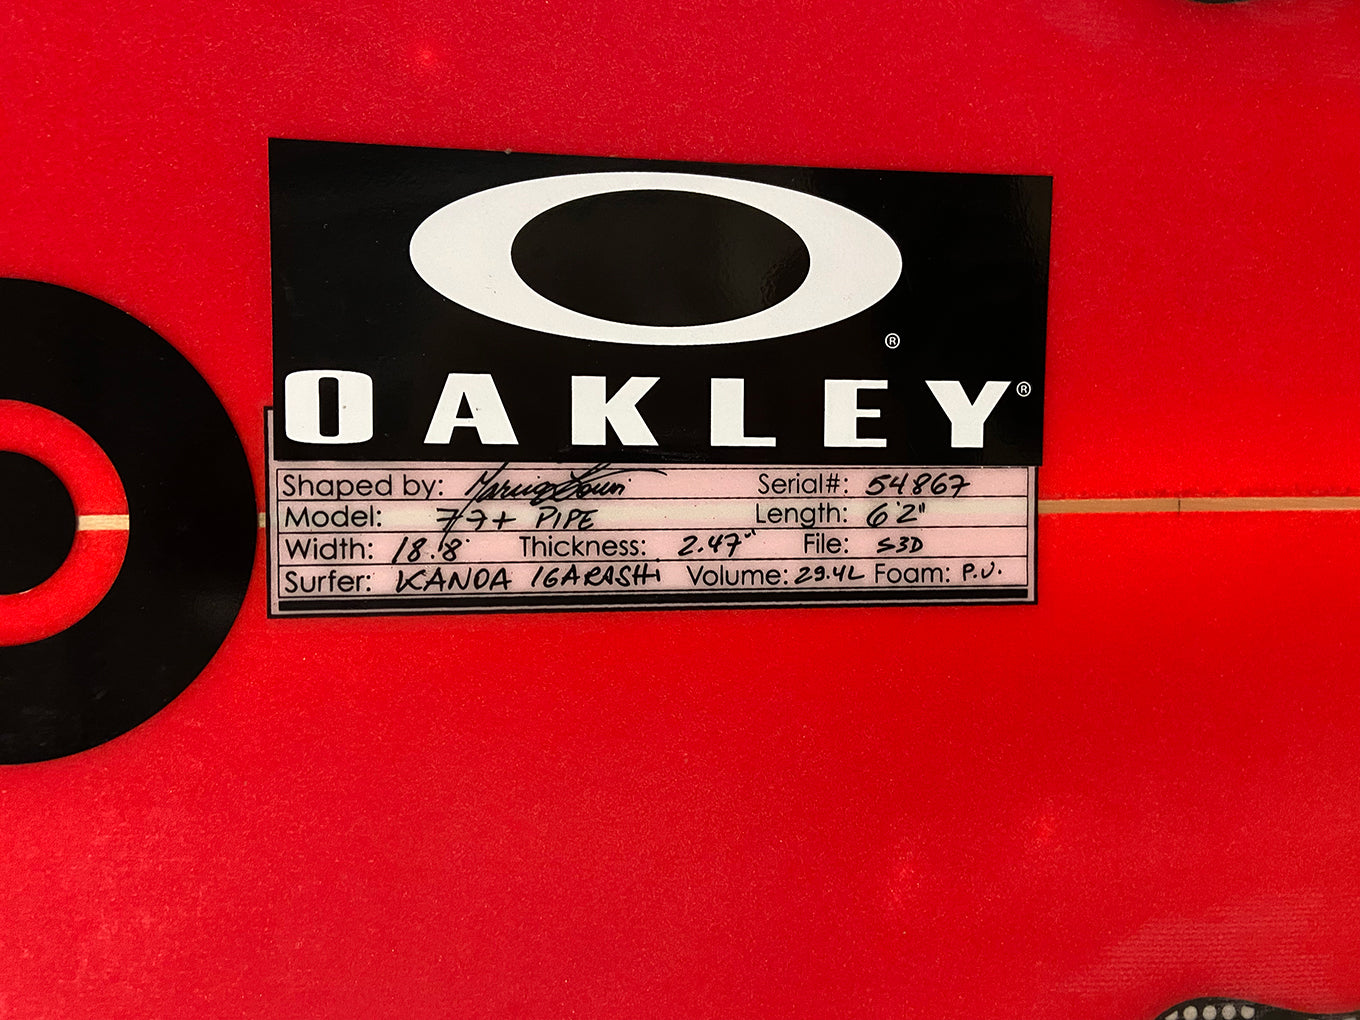 ®
OAKLEY®
Shaped by: Serial#: 54867
Model: 77+ PIPE Length: 6'2"
Width: 18.8" Thickness: 2.47" File: S3D
Surfer: KANOA IGARASHI Volume: 29.4L Foam: P.U.